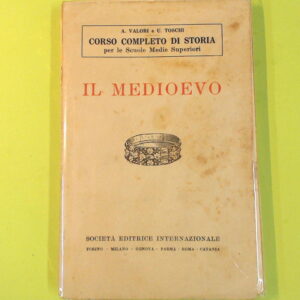 A. VALORI e U. TOSCHI
CORSO COMPLETO DI STORIA
per le Scuole Medie Superiori
IL MEDIOEVO
SOCIETÀ EDITRICE INTERNAZIONALE
TORINO - MILANO - GENOVA - PARMA - ROMA - CATANIA